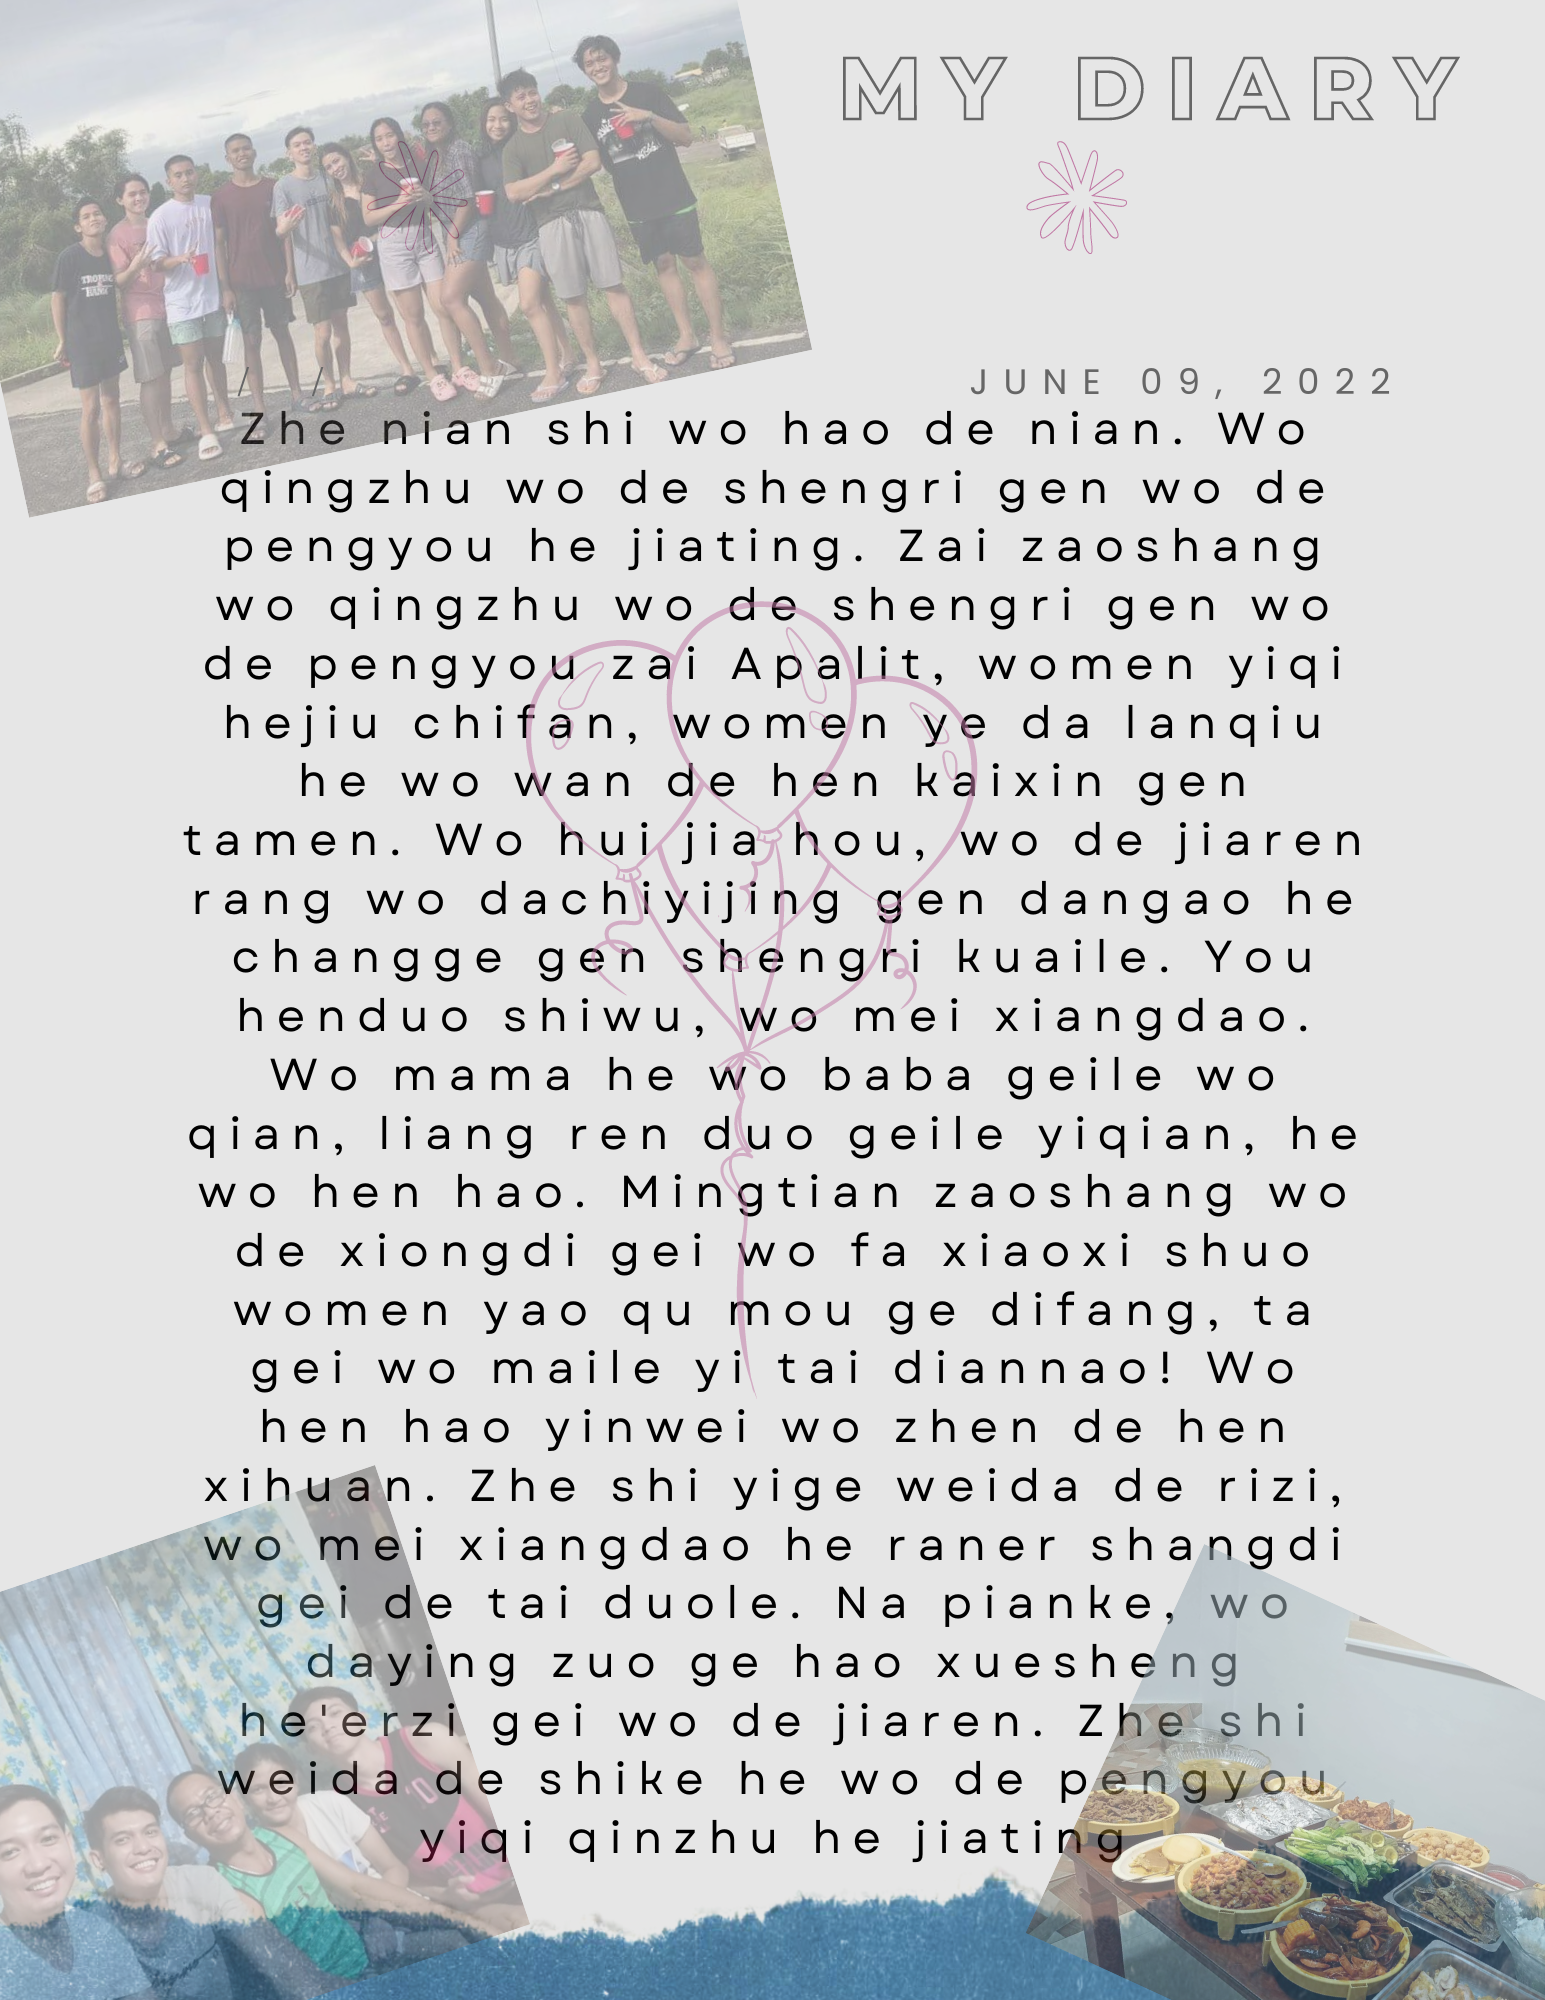 MY DIARY
/ /
JUNE 09, 2022
Zhe nian shi wo hao de nian. Wo
qingzhu wo de shengri gen wo de
pengyou he jiating. Zai zaoshang
wo qingzhu wo de shengri gen wo
de pengyou zai Apalit, women yiqi
hejiu chifan, women ye da lanqiu
he wo wan de hen kaixin gen
tamen. Wo hui jia hou, wo de jiaren
rang wo dachiyijing gen dangao he
changge gen shengri kuaile. You
henduo shiwu, wo mei xiangdao.
Wo mama he wo baba geile wo
qian, liang ren duo geile yiqian, he
wo hen hao. Mingtian zaoshang wo
de xiongdi gei wo fa xiaoxi shuo
women yao qu mou ge difang, ta
gei wo maile yi tai diannao! Wo
hen hao yinwei wo zhen de hen
xihuan. Zhe shi yige weida de rizi,
wo mei xiangdao he raner shangdi
gei de tai duole. Na pianke, wo
daying zuo ge hao xuesheng
he'erzi gei wo de jiaren. Zhe shi
weida de shike he wo de pengyou
yiqi qinzhu he jiating